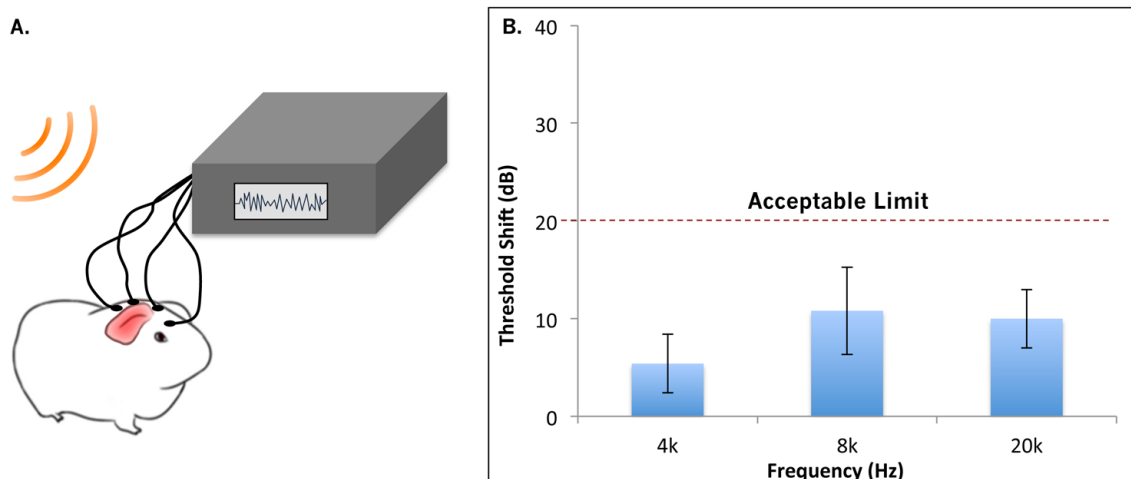 A.
B.
40
30
Threshold Shift (dB)
Acceptable Limit
20
10
0
4k
8k
20k
Frequency (Hz)